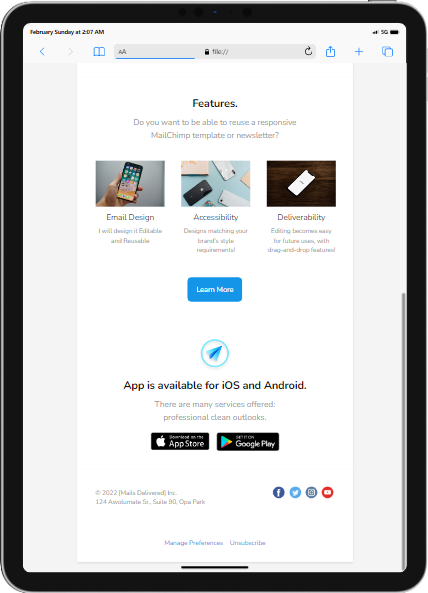 February Sunday at 2:07 AM
5G
AA
file://
Features.
Do you want to be able to reuse a responsive
MailChimp template or newsletter?
Email Design
Accessibility
Deliverability
I will design it Editable
and Reusable
Designs matching your
brand's style
requirements!
Editing becomes easy
for future uses, with
drag-and-drop features!
Learn More
App is available for iOS and Android.
There are many services offered:
professional clean outlooks.
Download on the
App Store
GET IT ON
Google Play
© 2022 [Mails Delivered] Inc.
124 Awolumate St., Suite 90, Opa Park
Manage Preferences
Unsubscribe